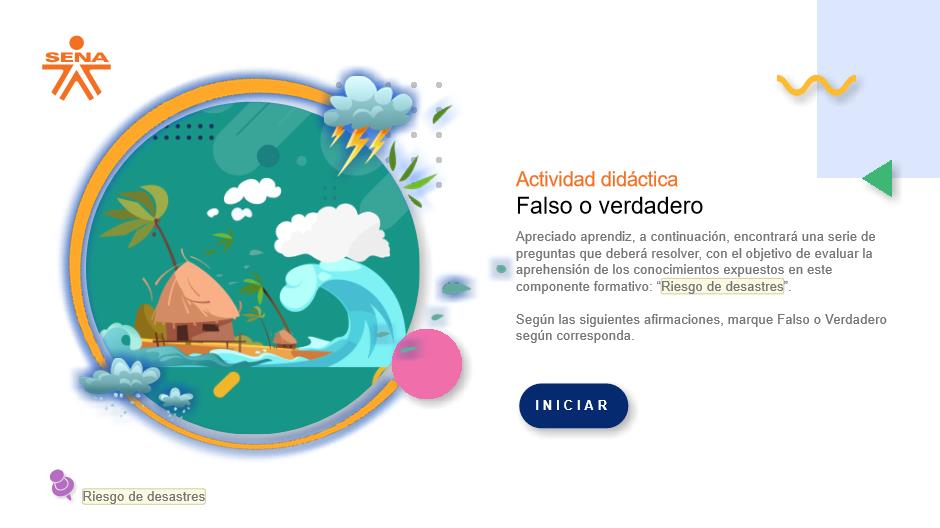 SENA
Actividad didáctica
Falso o verdadero
Apreciado aprendiz, a continuación, encontrará una serie de
preguntas que deberá resolver, con el objetivo de evaluar la
aprehensión de los conocimientos expuestos en este
componente formativo: “Riesgo de desastres”.
Según las siguientes afirmaciones, marque Falso o Verdadero
según corresponda.
INICIAR
Riesgo de desastres